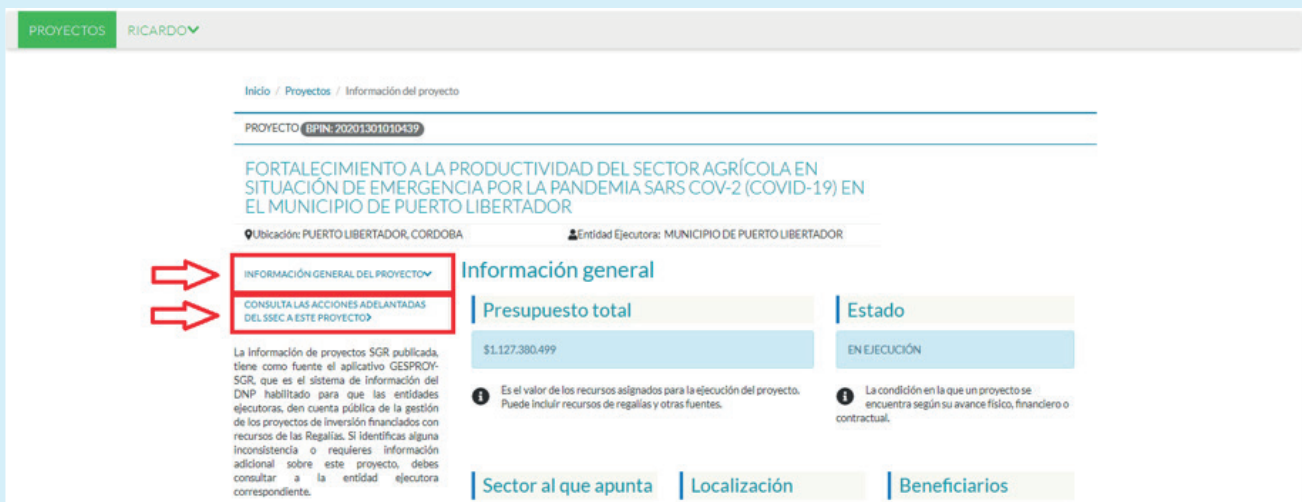 PROYECTOS RICARDO
Inicio / Proyectos / Información del proyecto
PROYECTO BPIN: 20201301010439
FORTALECIMIENTO A LA PRODUCTIVIDAD DEL SECTOR AGRÍCOLA EN
SITUACIÓN DE EMERGENCIA POR LA PANDEMIA SARS COV-2 (COVID-19) EN
EL MUNICIPIO DE PUERTO LIBERTADOR
Ubicación: PUERTO LIBERTADOR, CORDOBA Entidad Ejecutora: MUNICIPIO DE PUERTO LIBERTADOR
INFORMACIÓN GENERAL DEL PROYECTO
CONSULTA LAS ACCIONES ADELANTADAS
DEL SSEC A ESTE PROYECTO
La información de proyectos SGR publicada,
tiene como fuente el aplicativo GESPROY-
SGR, que es el sistema de información del
DNP habilitado para que las entidades
ejecutoras, den cuenta pública de la gestión
de los proyectos de inversión financiados con
recursos de las Regalías. Si identificas alguna
inconsistencia o requieres información
adicional sobre este proyecto, debes
consultar a la entidad ejecutora
correspondiente.
Información general
Presupuesto total
$1.127.380.499
Es el valor de los recursos asignados para la ejecución del proyecto.
Puede incluir recursos de regalías y otras fuentes.
Estado
EN EJECUCIÓN
La condición en la que un proyecto se
encuentra según su avance físico, financiero o
contractual.
Sector al que apunta
Localización
Beneficiarios